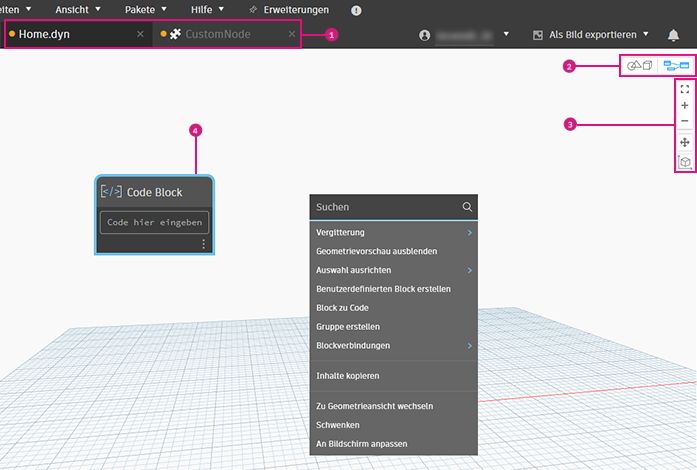 eiten Ansicht Pakete Hilfe Erweiterungen
Home.dyn CustomNode
1
Als Bild exportieren
2
3
4
Code Block
Code hier eingeben
Suchen
Vergitterung
Geometrievorschau ausblenden
Auswahl ausrichten
Benutzerdefinierten Block erstellen
Block zu Code
Gruppe erstellen
Blockverbindungen
Inhalte kopieren
Zu Geometrieansicht wechseln
Schwenken
An Bildschirm anpassen